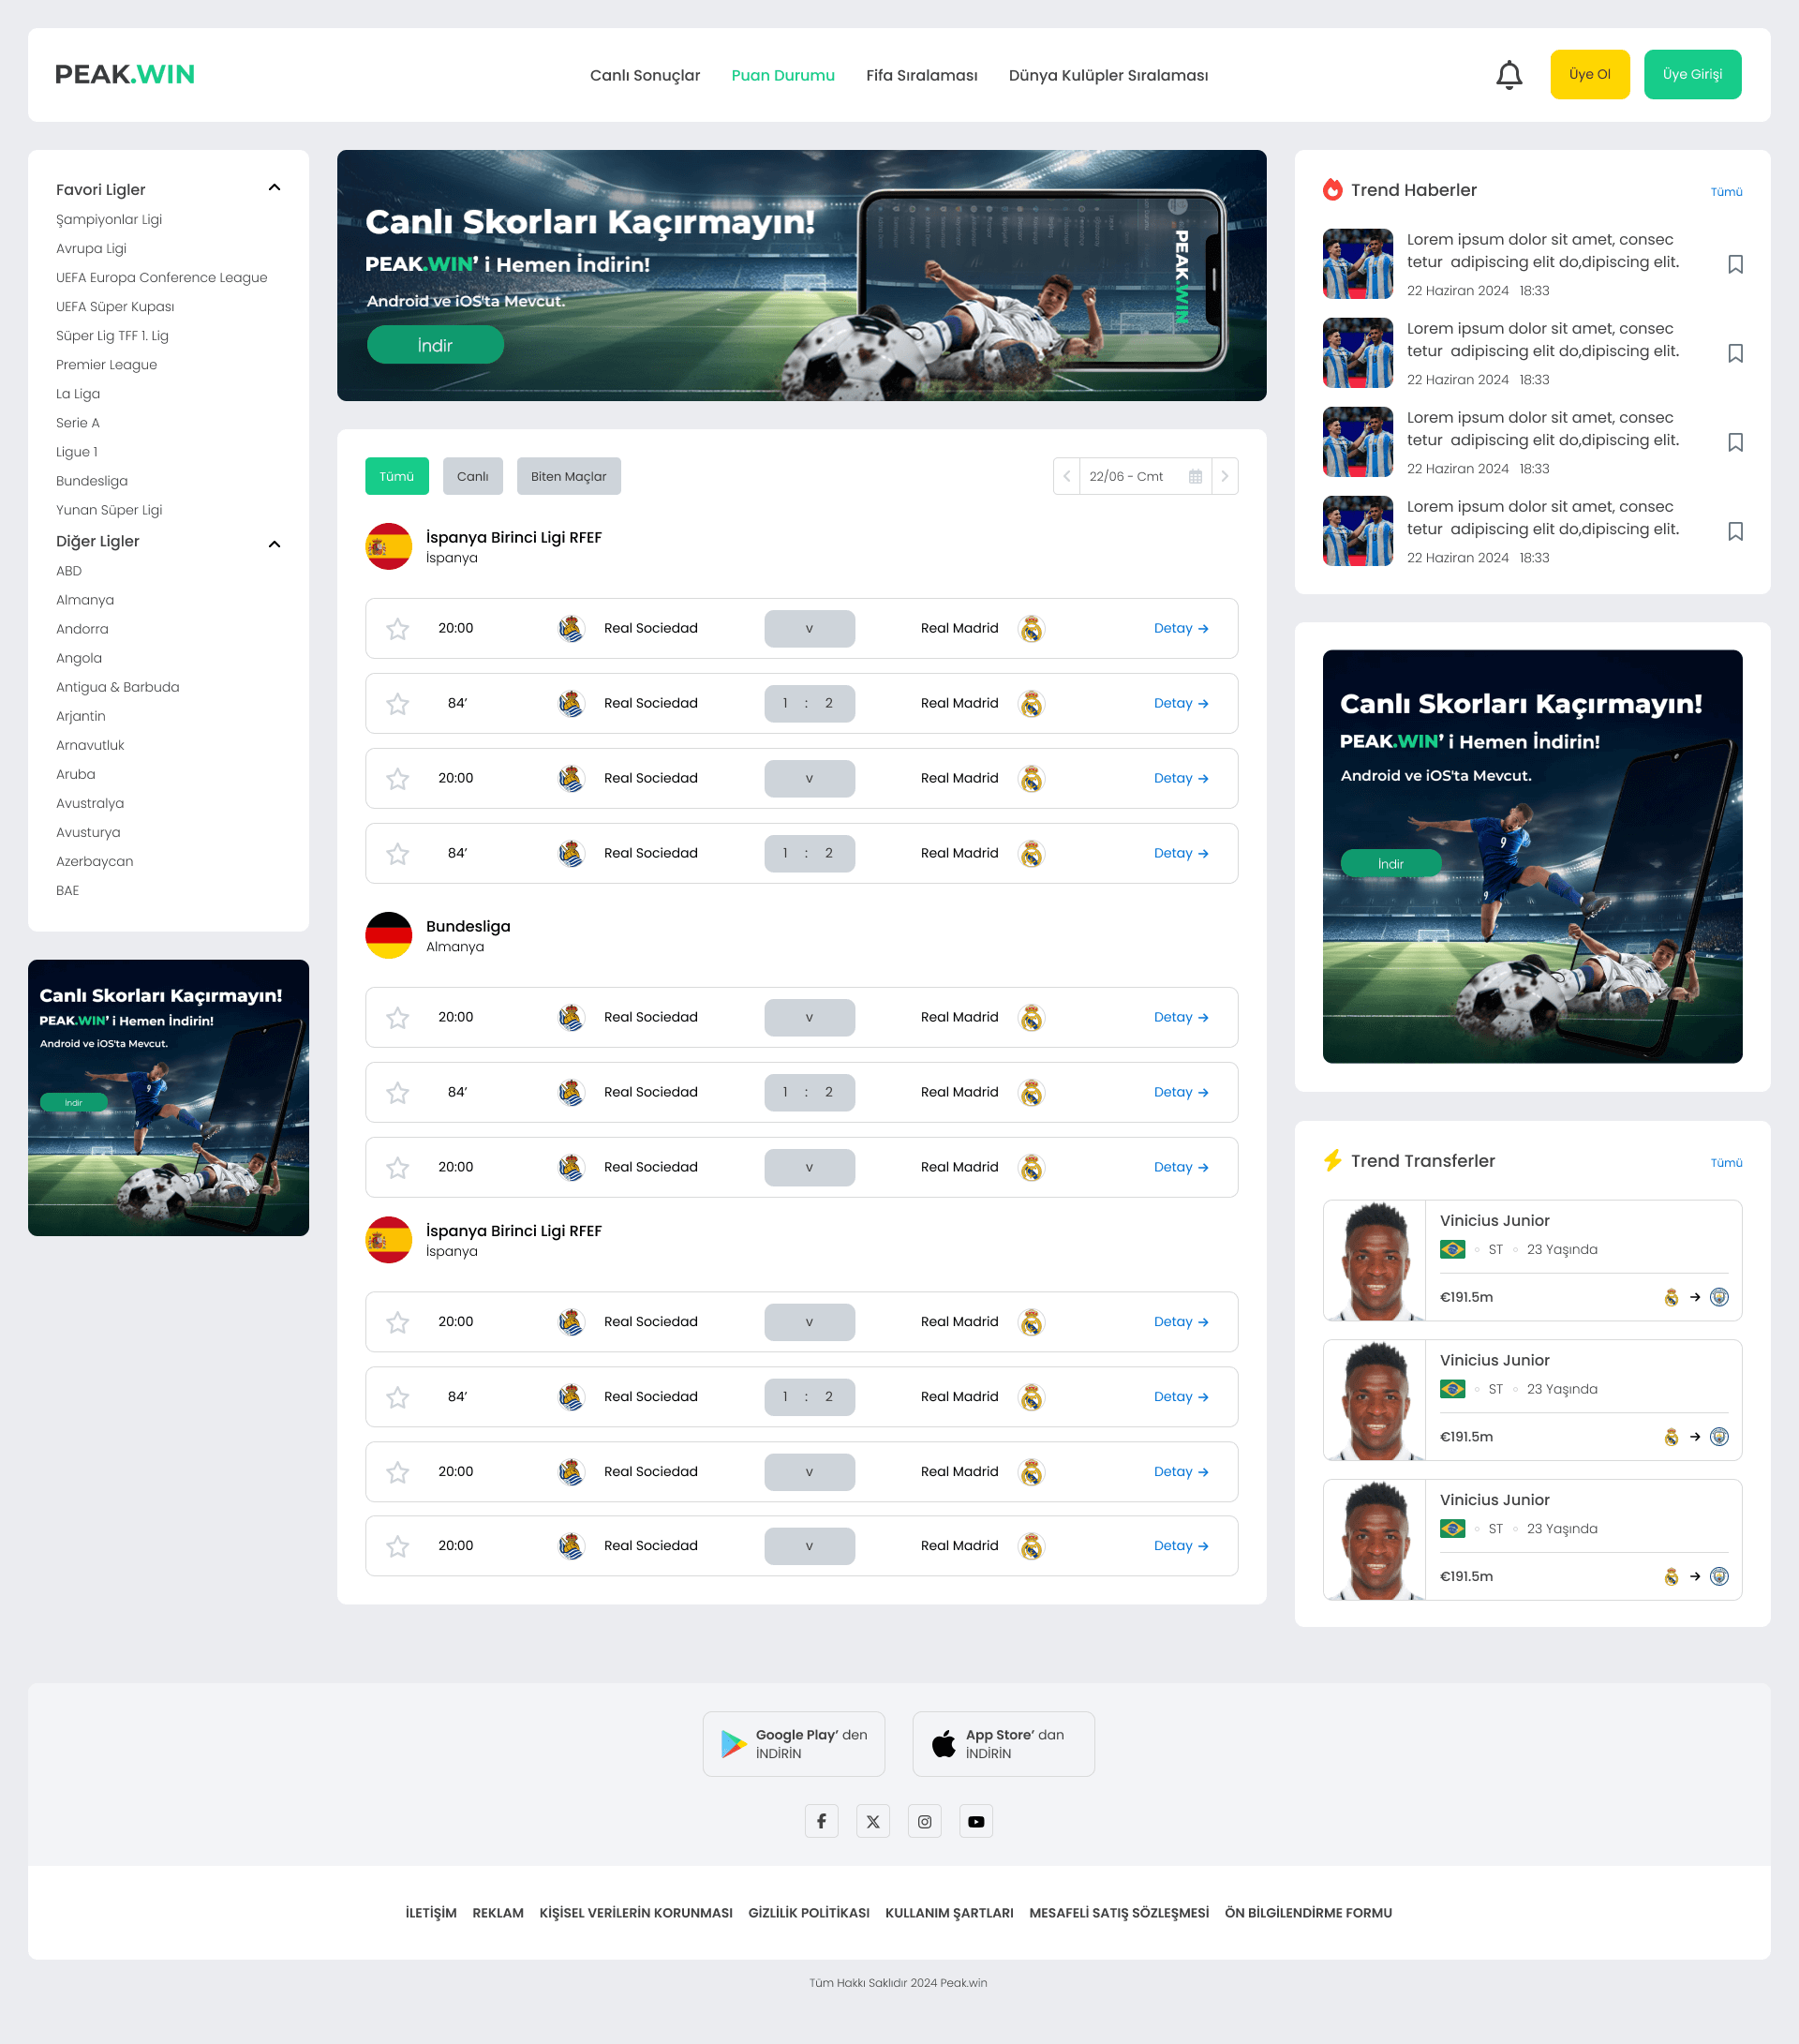 PEAK.WIN
Canlı Sonuçlar
Puan Durumu
Fifa Sıralaması
Dünya Kulüpler Sıralaması
Üye Ol
Üye Girişi
Favori Ligler
Şampiyonlar Ligi
Avrupa Ligi
UEFA Europa Conference League
UEFA Süper Kupası
Süper Lig TFF 1. Lig
Premier League
La Liga
Serie A
Ligue 1
Bundesliga
Yunan Süper Ligi
Diğer Ligler
ABD
Almanya
Andorra
Angola
Antigua & Barbuda
Arjantin
Arnavutluk
Aruba
Avustralya
Avusturya
Azerbaycan
BAE
Canlı Skorları Kaçırmayın!
PEAK.WIN' i Hemen İndirin!
Android ve iOS'ta Mevcut.
İndir
Canlı Skorları Kaçırmayın!
PEAK.WIN' i Hemen İndirin!
Android ve iOS'ta Mevcut.
İndir
PEAK.WIN
Tümü
Canlı
Biten Maçlar
22/06 - Cmt
İspanya Birinci Ligi RFEF
İspanya
20:00 Real Sociedad v Real Madrid Detay
84' Real Sociedad 1 : 2 Real Madrid Detay
20:00 Real Sociedad v Real Madrid Detay
84' Real Sociedad 1 : 2 Real Madrid Detay
Bundesliga
Almanya
20:00 Real Sociedad v Real Madrid Detay
84' Real Sociedad 1 : 2 Real Madrid Detay
20:00 Real Sociedad v Real Madrid Detay
İspanya Birinci Ligi RFEF
İspanya
20:00 Real Sociedad v Real Madrid Detay
84' Real Sociedad 1 : 2 Real Madrid Detay
20:00 Real Sociedad v Real Madrid Detay
20:00 Real Sociedad v Real Madrid Detay
Trend Haberler
Tümü
Lorem ipsum dolor sit amet, consec
tetur adipiscing elit do,dipiscing elit.
22 Haziran 2024 18:33
Lorem ipsum dolor sit amet, consec
tetur adipiscing elit do,dipiscing elit.
22 Haziran 2024 18:33
Lorem ipsum dolor sit amet, consec
tetur adipiscing elit do,dipiscing elit.
22 Haziran 2024 18:33
Lorem ipsum dolor sit amet, consec
tetur adipiscing elit do,dipiscing elit.
22 Haziran 2024 18:33
Canlı Skorları Kaçırmayın!
PEAK.WIN' i Hemen İndirin!
Android ve iOS'ta Mevcut.
İndir
9
9
Trend Transferler
Tümü
Vinicius Junior
ST 23 Yaşında
€191.5m
Vinicius Junior
ST 23 Yaşında
€191.5m
Vinicius Junior
ST 23 Yaşında
€191.5m
Google Play' den
İNDİRİN
App Store' dan
İNDİRİN
İLETİŞİM
REKLAM
KİŞİSEL VERİLERİN KORUNMASI
GİZLİLİK POLİTİKASI
KULLANIM ŞARTLARI
MESAFELİ SATIŞ SÖZLEŞMESİ
ÖN BİLGİLENDİRME FORMU
Tüm Hakkı Saklıdır 2024 Peak.win